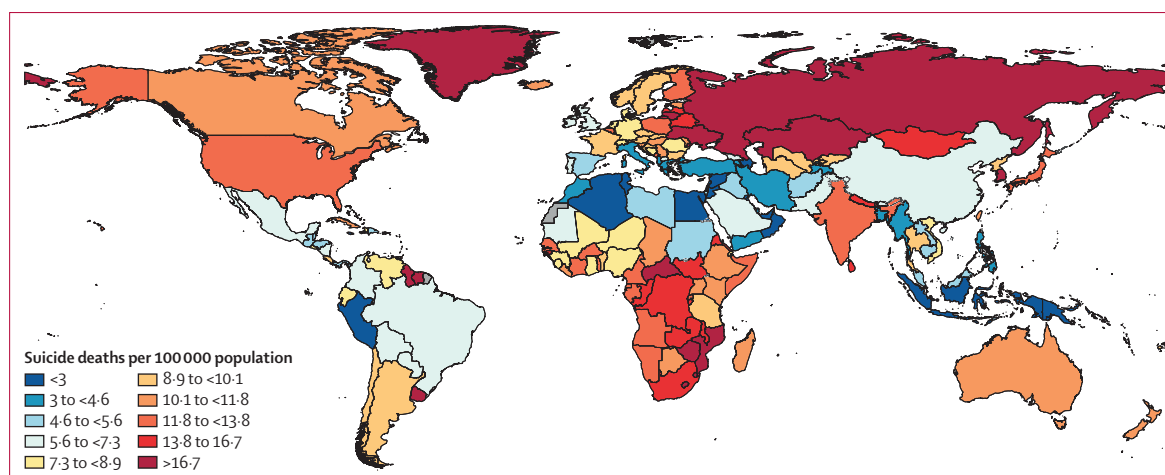 Suicide deaths per 100 000 population
<3
3 to <4·6
4·6 to <5·6
5·6 to <7·3
7·3 to <8·9
8·9 to <10·1
10·1 to <11·8
11·8 to <13·8
13·8 to 16·7
>16·7